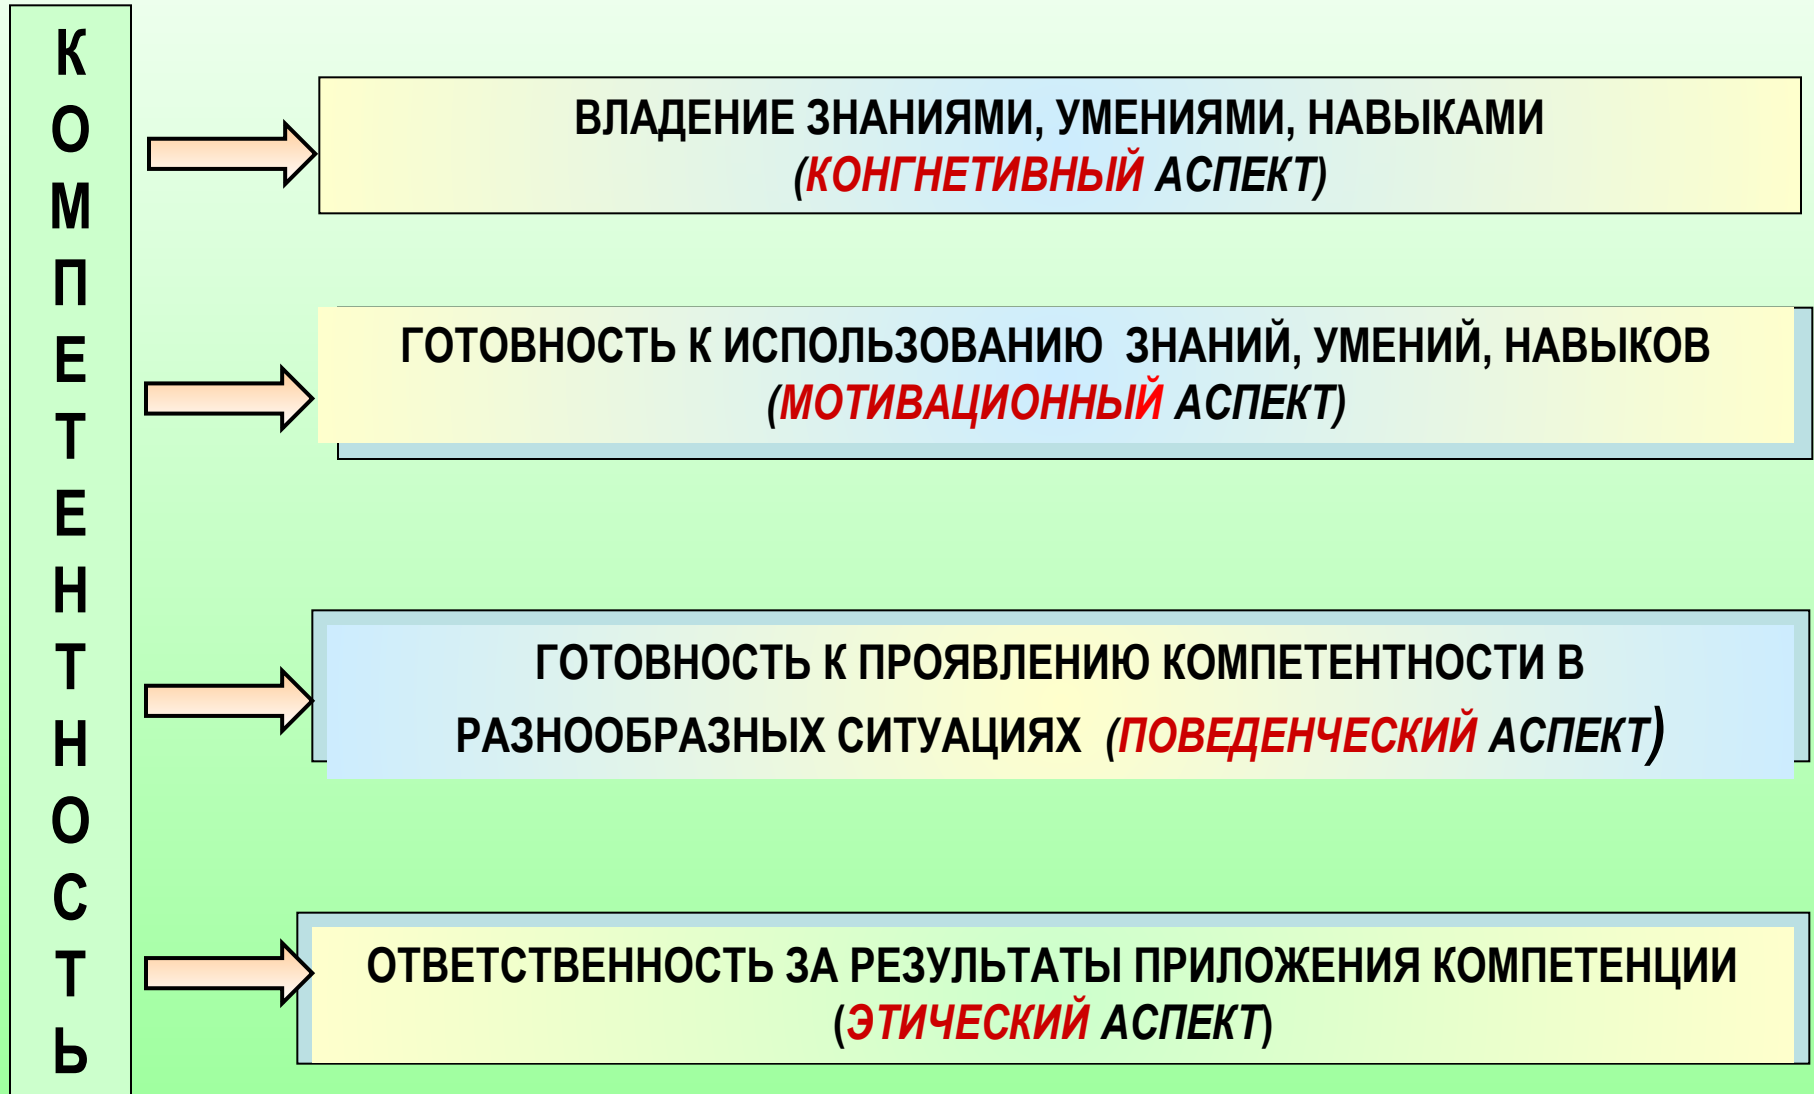 КОМПЕТЕНТНОСТЬ
ВЛАДЕНИЕ ЗНАНИЯМИ, УМЕНИЯМИ, НАВЫКАМИ
(КОНГНЕТИВНЫЙ АСПЕКТ)
ГОТОВНОСТЬ К ИСПОЛЬЗОВАНИЮ ЗНАНИЙ, УМЕНИЙ, НАВЫКОВ
(МОТИВАЦИОННЫЙ АСПЕКТ)
ГОТОВНОСТЬ К ПРОЯВЛЕНИЮ КОМПЕТЕНТНОСТИ В
РАЗНООБРАЗНЫХ СИТУАЦИЯХ (ПОВЕДЕНЧЕСКИЙ АСПЕКТ)
ОТВЕТСТВЕННОСТЬ ЗА РЕЗУЛЬТАТЫ ПРИЛОЖЕНИЯ КОМПЕТЕНЦИИ
(ЭТИЧЕСКИЙ АСПЕКТ)